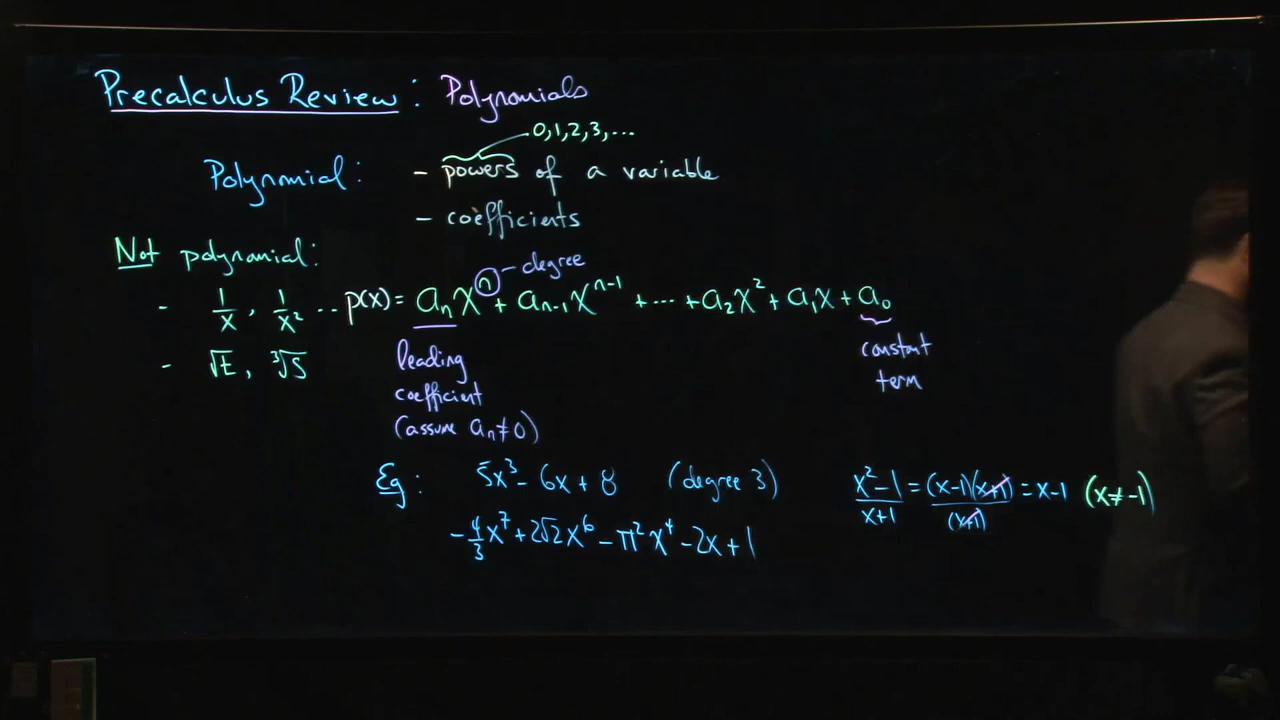 Precalculus Review: Polynomials
0,1,2,3,...
Polynomial: - powers of a variable
- coefficients
Not polynomial:
- 1/x, 1/x² ...
- √t, ³√s
degree
p(x) = aₙxⁿ + aₙ₋₁xⁿ⁻¹ + ... + a₂x² + a₁x + a₀
leading
coefficient
(assume aₙ≠0)
constant
term
Eg: 5x³ - 6x + 8 (degree 3)
-4/3x⁷ + 2√2x⁶ - π²x⁴ - 2x + 1
x²-1/x+1 = (x-1)(x+1)/(x+1) = x-1 (x≠-1)